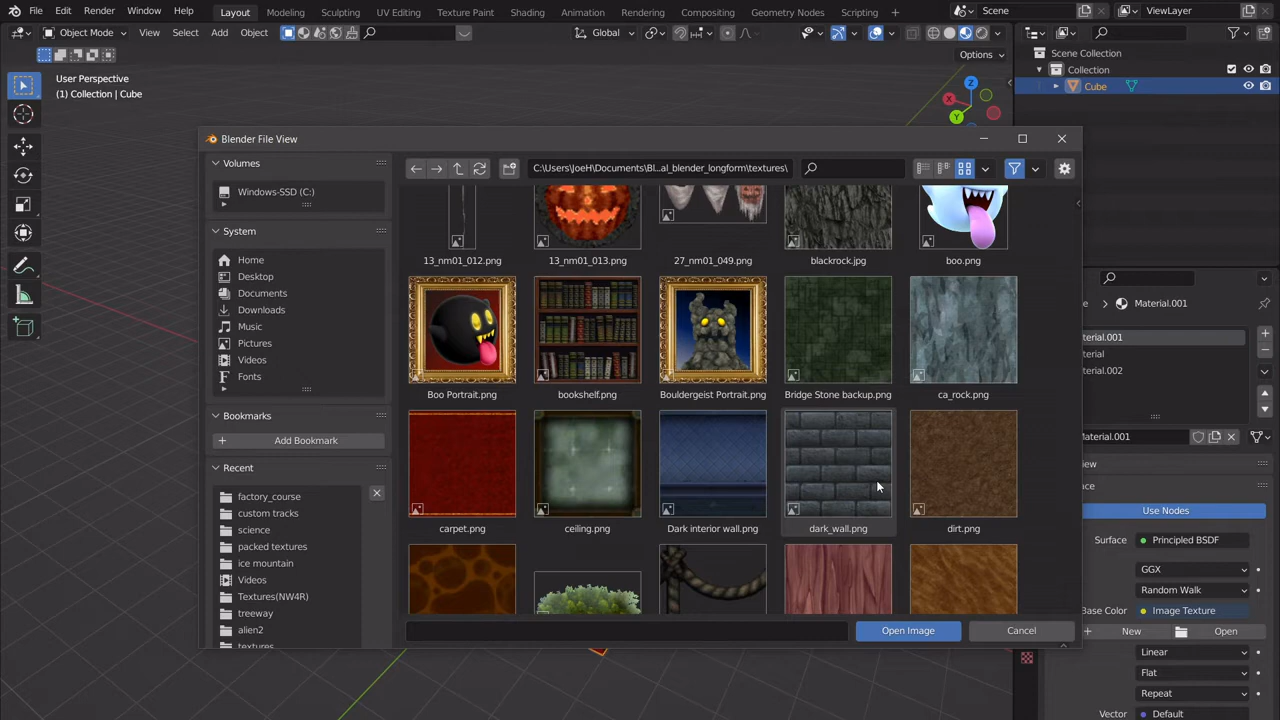 File Edit Render Window Help Layout Modeling Sculpting UV Editing Texture Paint Shading Animation Rendering Compositing Geometry Nodes Scripting Scene ViewLayer
Object Mode View Select Add Object Global
Options
User Perspective
(1) Collection | Cube
Z
X
Y
Scene Collection
Collection
Cube
Blender File View
Volumes
Windows-SSD (C:)
System
Home
Desktop
Documents
Downloads
Music
Pictures
Videos
Fonts
Bookmarks
Add Bookmark
Recent
factory_course
custom tracks
science
packed textures
ice mountain
Videos
Textures(NW4R)
treeway
alien2
textures
C:\Users\JoeH\Documents\Bl...al_blender_longform\textures\
13_nm01_012.png 13_nm01_013.png 27_nm01_049.png blackrock.jpg boo.png
Boo Portrait.png bookshelf.png Bouldergeist Portrait.png Bridge Stone backup.png ca_rock.png
carpet.png ceiling.png Dark interior wall.png dark_wall.png dirt.png
Open Image Cancel
e Material.001
terial.001
terial
terial.002
aterial.001
iew
ace
Use Nodes
Surface Principled BSDF
GGX
Random Walk
Base Color Image Texture
New Open
Linear
Flat
Repeat
Vector Default